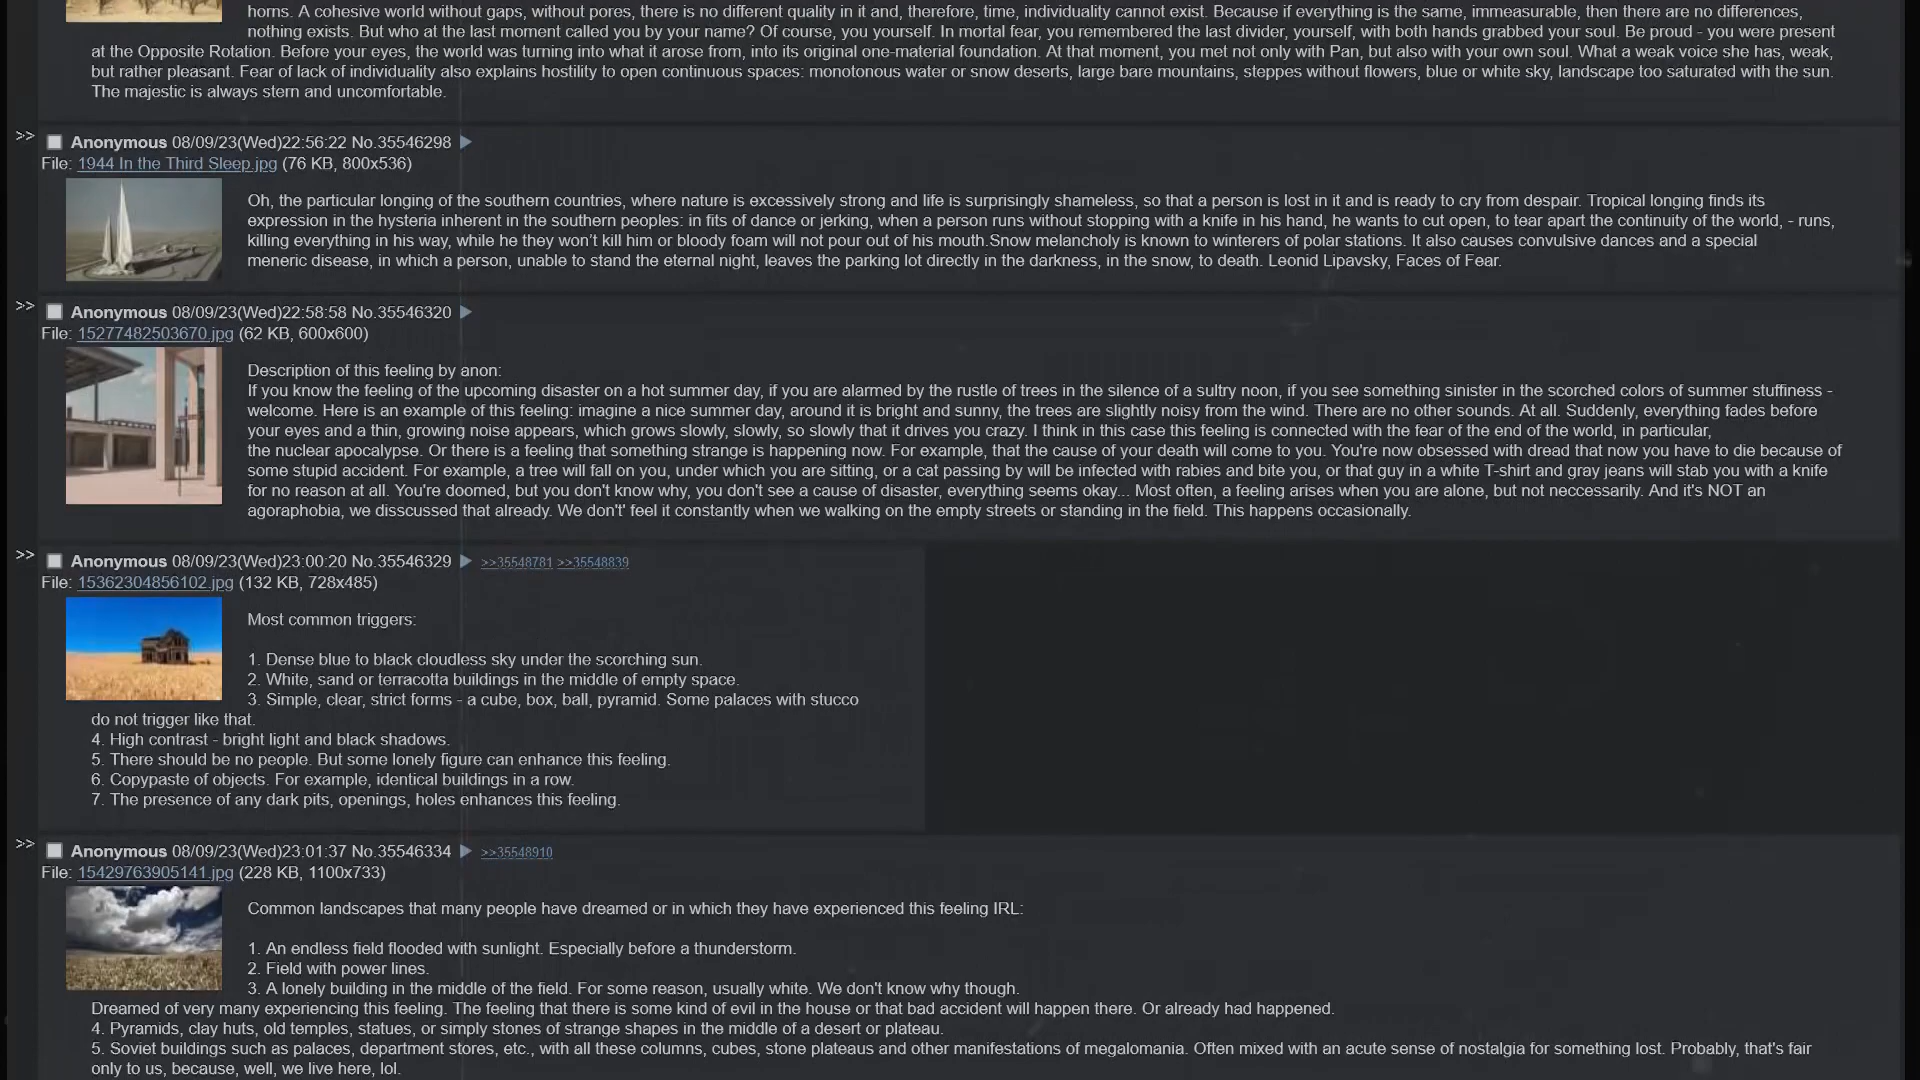 horns. A cohesive world without gaps, without pores, there is no different quality in it and, therefore, time, individuality cannot exist. Because if everything is the same, immeasurable, then there are no differences,
nothing exists. But who at the last moment called you by your name? Of course, you yourself. In mortal fear, you remembered the last divider, yourself, with both hands grabbed your soul. Be proud - you were present
at the Opposite Rotation. Before your eyes, the world was turning into what it arose from, into its original one-material foundation. At that moment, you met not only with Pan, but also with your own soul. What a weak voice she has, weak,
but rather pleasant. Fear of lack of individuality also explains hostility to open continuous spaces: monotonous water or snow deserts, large bare mountains, steppes without flowers, blue or white sky, landscape too saturated with the sun.
The majestic is always stern and uncomfortable.
>> Anonymous 08/09/23(Wed)22:56:22 No.35546298
File: 1944 In the Third Sleep.jpg (76 KB, 800x536)
Oh, the particular longing of the southern countries, where nature is excessively strong and life is surprisingly shameless, so that a person is lost in it and is ready to cry from despair. Tropical longing finds its
expression in the hysteria inherent in the southern peoples: in fits of dance or jerking, when a person runs without stopping with a knife in his hand, he wants to cut open, to tear apart the continuity of the world, - runs,
killing everything in his way, while he they won't kill him or bloody foam will not pour out of his mouth.Snow melancholy is known to winterers of polar stations. It also causes convulsive dances and a special
meneric disease, in which a person, unable to stand the eternal night, leaves the parking lot directly in the darkness, in the snow, to death. Leonid Lipavsky, Faces of Fear.
>> Anonymous 08/09/23(Wed)22:58:58 No.35546320
File: 15277482503670.jpg (62 KB, 600x600)
Description of this feeling by anon:
If you know the feeling of the upcoming disaster on a hot summer day, if you are alarmed by the rustle of trees in the silence of a sultry noon, if you see something sinister in the scorched colors of summer stuffiness -
welcome. Here is an example of this feeling: imagine a nice summer day, around it is bright and sunny, the trees are slightly noisy from the wind. There are no other sounds. At all. Suddenly, everything fades before
your eyes and a thin, growing noise appears, which grows slowly, slowly, so slowly that it drives you crazy. I think in this case this feeling is connected with the fear of the end of the world, in particular,
the nuclear apocalypse. Or there is a feeling that something strange is happening now. For example, that the cause of your death will come to you. You're now obsessed with dread that now you have to die because of
some stupid accident. For example, a tree will fall on you, under which you are sitting, or a cat passing by will be infected with rabies and bite you, or that guy in a white T-shirt and gray jeans will stab you with a knife
for no reason at all. You're doomed, but you don't know why, you don't see a cause of disaster, everything seems okay... Most often, a feeling arises when you are alone, but not neccessarily. And it's NOT an
agoraphobia, we disscussed that already. We don't' feel it constantly when we walking on the empty streets or standing in the field. This happens occasionally.
>> Anonymous 08/09/23(Wed)23:00:20 No.35546329 >>35548781 >>35548839
File: 15362304856102.jpg (132 KB, 728x485)
Most common triggers:
1. Dense blue to black cloudless sky under the scorching sun.
2. White, sand or terracotta buildings in the middle of empty space.
3. Simple, clear, strict forms - a cube, box, ball, pyramid. Some palaces with stucco
do not trigger like that.
4. High contrast - bright light and black shadows.
5. There should be no people. But some lonely figure can enhance this feeling.
6. Copypaste of objects. For example, identical buildings in a row.
7. The presence of any dark pits, openings, holes enhances this feeling.
>> Anonymous 08/09/23(Wed)23:01:37 No.35546334 >>35548910
File: 15429763905141.jpg (228 KB, 1100x733)
Common landscapes that many people have dreamed or in which they have experienced this feeling IRL:
1. An endless field flooded with sunlight. Especially before a thunderstorm.
2. Field with power lines.
3. A lonely building in the middle of the field. For some reason, usually white. We don't know why though.
Dreamed of very many experiencing this feeling. The feeling that there is some kind of evil in the house or that bad accident will happen there. Or already had happened.
4. Pyramids, clay huts, old temples, statues, or simply stones of strange shapes in the middle of a desert or plateau.
5. Soviet buildings such as palaces, department stores, etc., with all these columns, cubes, stone plateaus and other manifestations of megalomania. Often mixed with an acute sense of nostalgia for something lost. Probably, that's fair
only to us, because, well, we live here, lol.